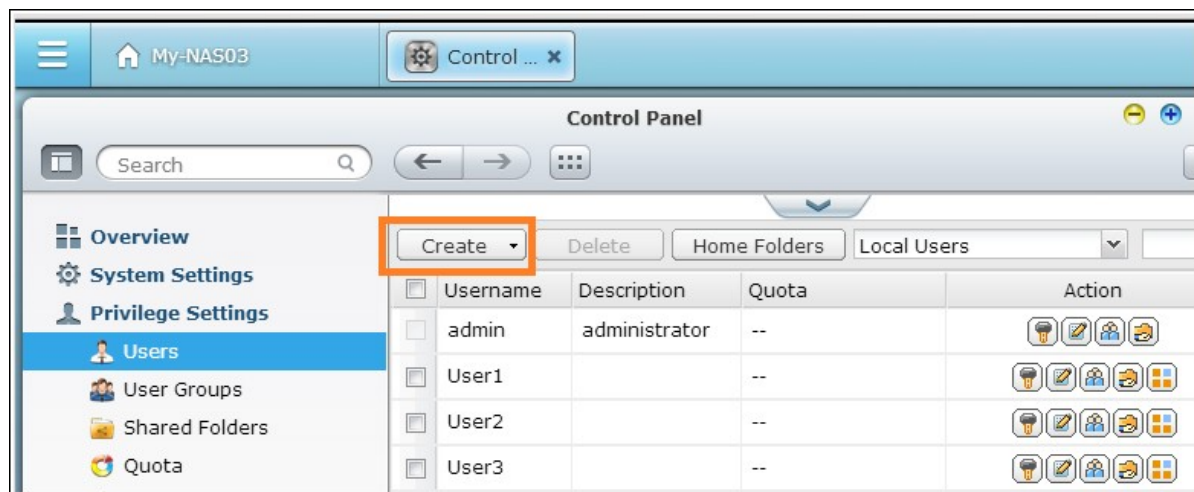 My-NAS03 Control ...
Control Panel
Search
Overview
System Settings
Privilege Settings
Users
User Groups
Shared Folders
Quota
Create Delete Home Folders Local Users
Username Description Quota Action
admin administrator --
User1 --
User2 --
User3 --